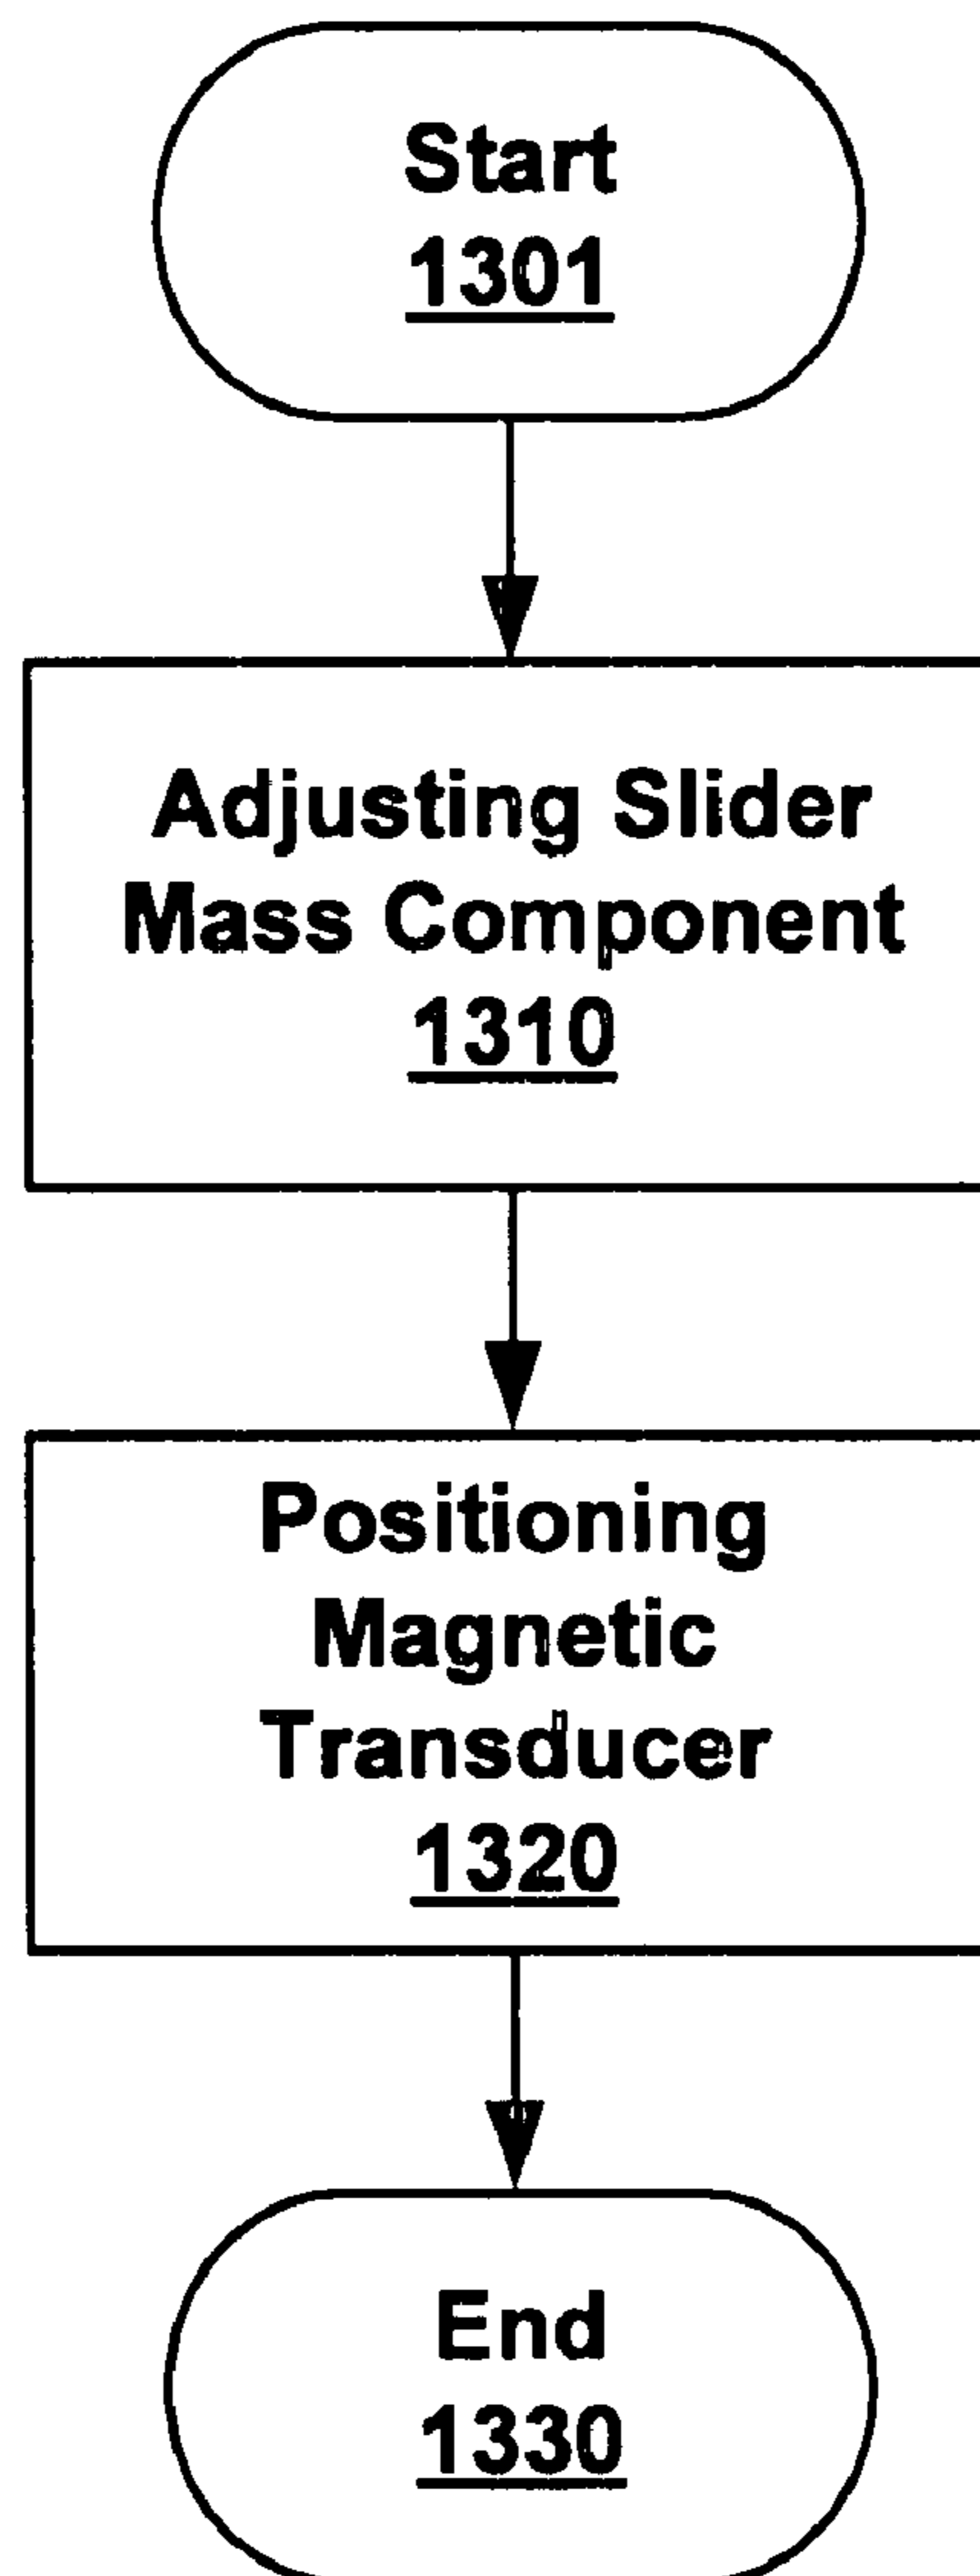 Start
1301
Adjusting Slider
Mass Component
1310
Positioning
Magnetic
Transducer
1320
End
1330